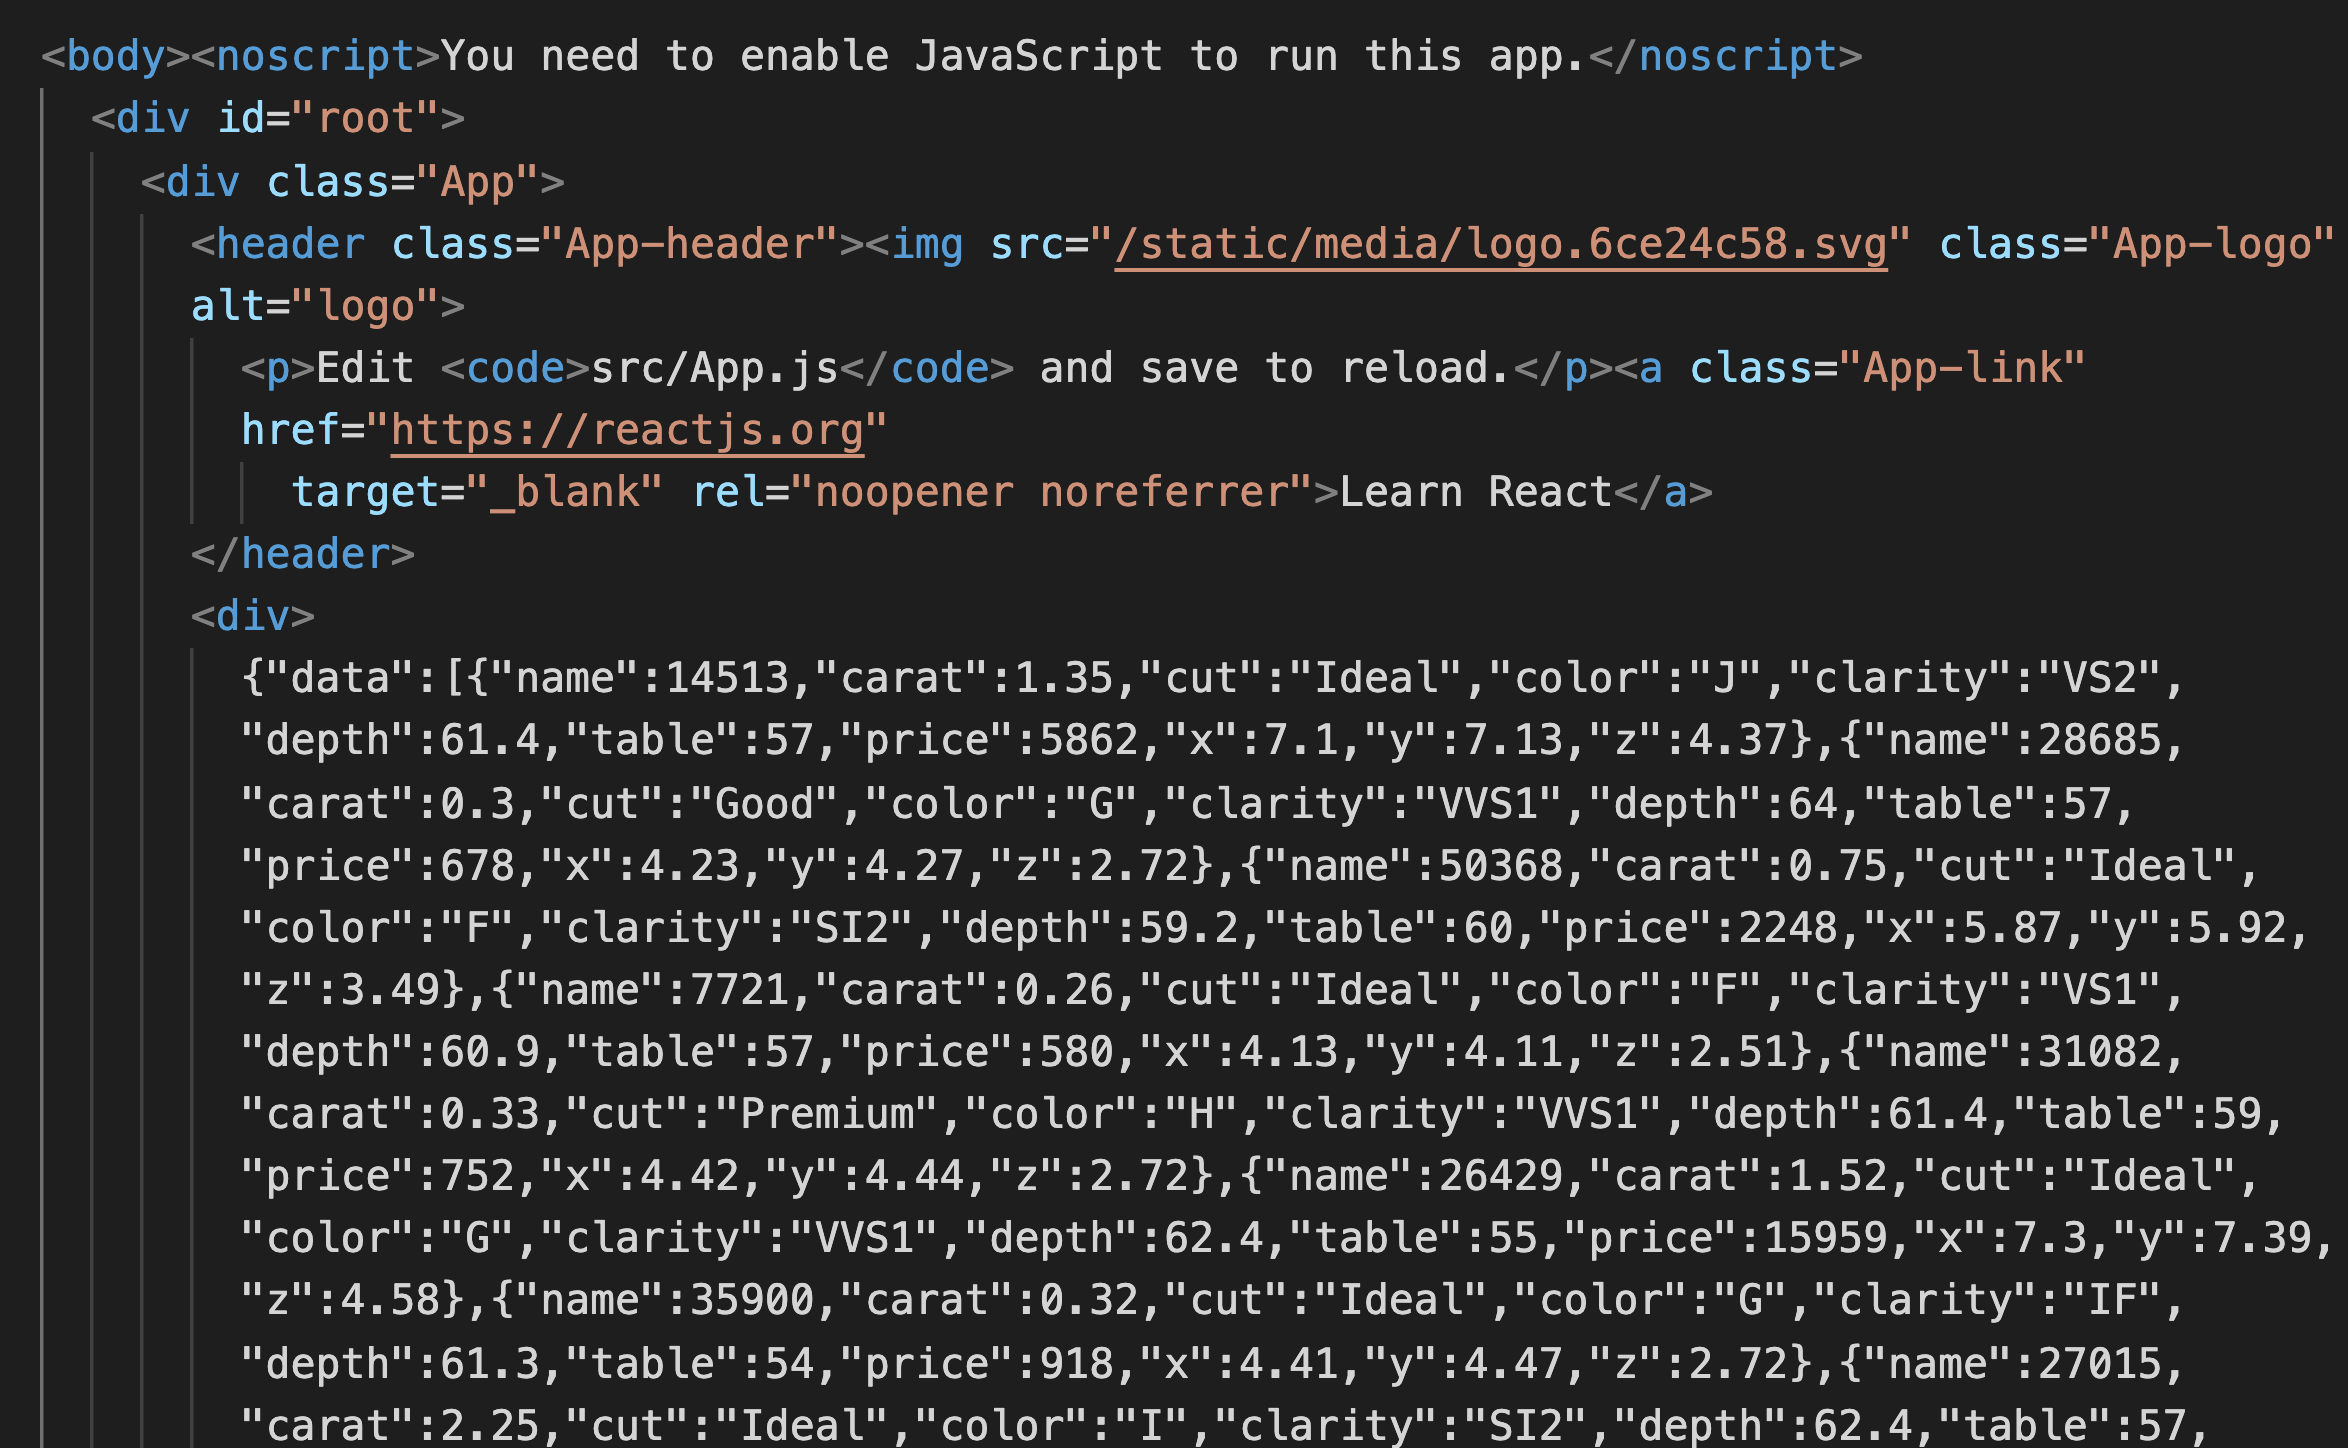 <body><noscript>You need to enable JavaScript to run this app.</noscript>
<div id="root">
<div class="App">
<header class="App-header"><img src="/static/media/logo.6ce24c58.svg" class="App-logo"
alt="logo">
<p>Edit <code>src/App.js</code> and save to reload.</p><a class="App-link"
href="https://reactjs.org"
target="_blank" rel="noopener noreferrer">Learn React</a>
</header>
<div>
{"data":[{"name":14513,"carat":1.35,"cut":"Ideal","color":"J","clarity":"VS2",
"depth":61.4,"table":57,"price":5862,"x":7.1,"y":7.13,"z":4.37},{"name":28685,
"carat":0.3,"cut":"Good","color":"G","clarity":"VVS1","depth":64,"table":57,
"price":678,"x":4.23,"y":4.27,"z":2.72},{"name":50368,"carat":0.75,"cut":"Ideal",
"color":"F","clarity":"SI2","depth":59.2,"table":60,"price":2248,"x":5.87,"y":5.92,
"z":3.49},{"name":7721,"carat":0.26,"cut":"Ideal","color":"F","clarity":"VS1",
"depth":60.9,"table":57,"price":580,"x":4.13,"y":4.11,"z":2.51},{"name":31082,
"carat":0.33,"cut":"Premium","color":"H","clarity":"VVS1","depth":61.4,"table":59,
"price":752,"x":4.42,"y":4.44,"z":2.72},{"name":26429,"carat":1.52,"cut":"Ideal",
"color":"G","clarity":"VVS1","depth":62.4,"table":55,"price":15959,"x":7.3,"y":7.39,
"z":4.58},{"name":35900,"carat":0.32,"cut":"Ideal","color":"G","clarity":"IF",
"depth":61.3,"table":54,"price":918,"x":4.41,"y":4.47,"z":2.72},{"name":27015,
"carat":2.25,"cut":"Ideal","color":"I","clarity":"SI2","depth":62.4,"table":57,